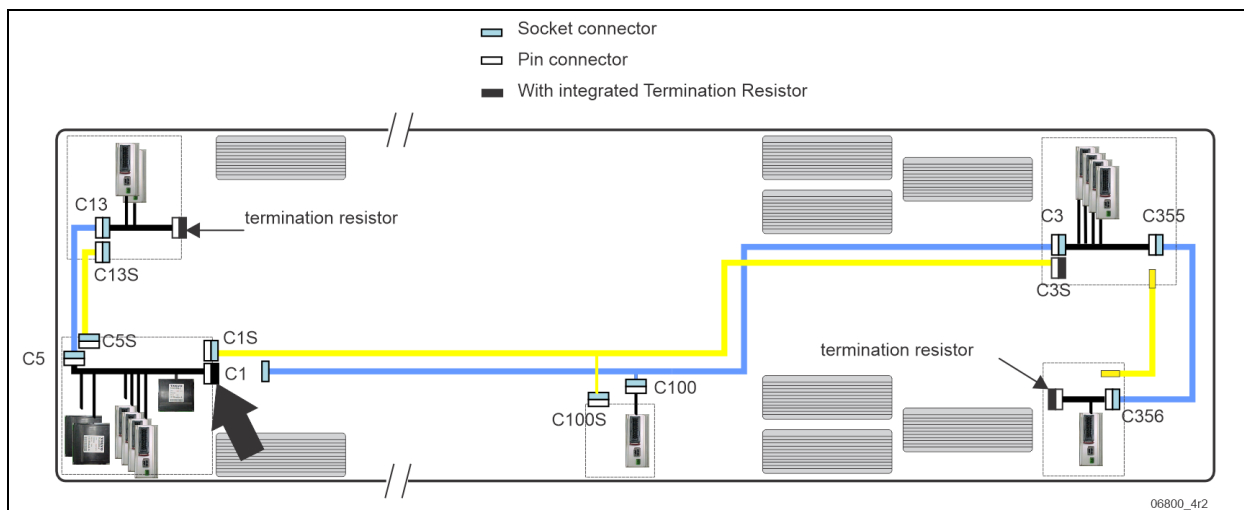 Socket connector
Pin connector
With integrated Termination Resistor
C13
termination resistor
C13S
C3
C355
C3S
C5
C5S
C1S
C1
C100
C100S
termination resistor
C356
06800_4r2